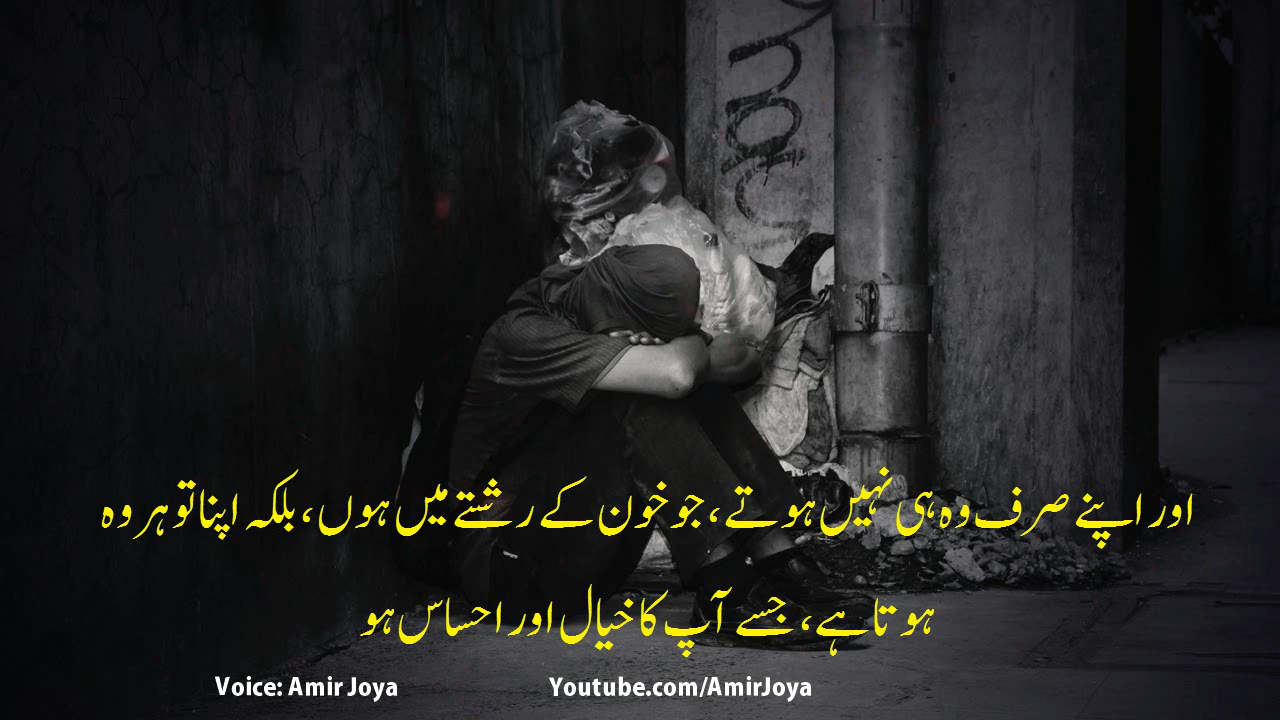 اور اپنے صرف وہ ہی نہیں ہوتے، جو خون کے رشتے میں ہوں، بلکہ اپنا تو ہر وہ
ہوتا ہے، جسے آپ کا خیال اور احساس ہو
Voice: Amir Joya
Youtube.com/AmirJoya